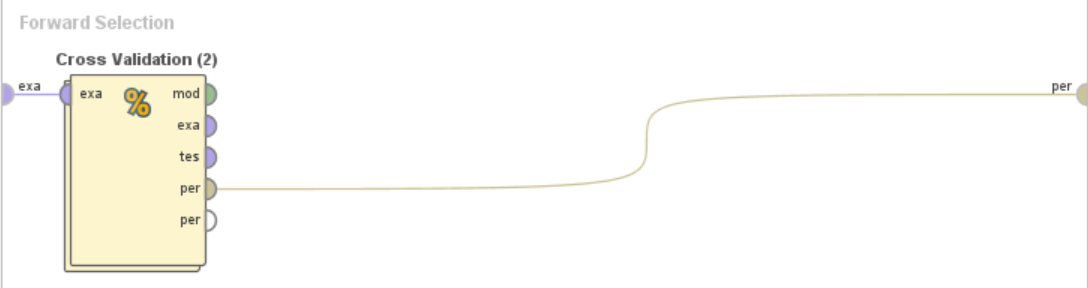 Forward Selection
Cross Validation (2)
exa
exa
%
mod
exa
tes
per
per
per